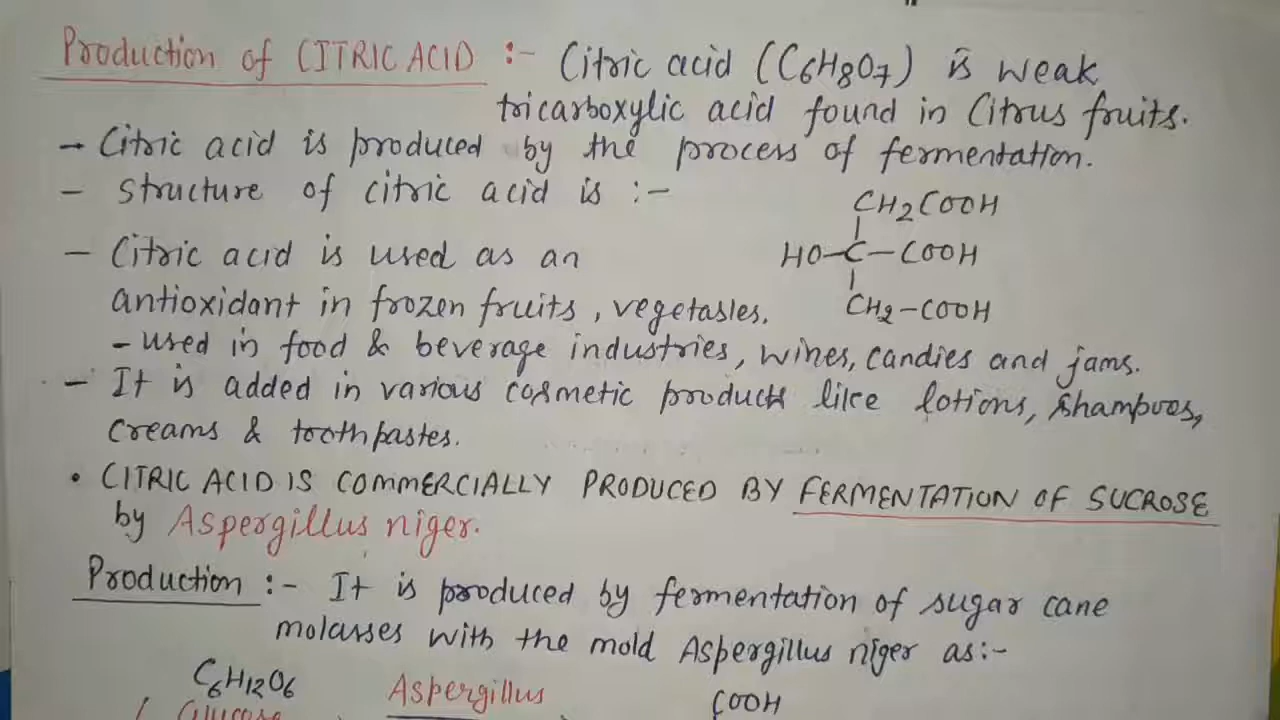 Production of CITRIC ACID :- Citric acid (C6H8O7) is weak
tricarboxylic acid found in Citrus fruits.
→ Citric acid is produced by the process of fermentation.
- structure of citric acid is :-
CH2COOH
- Citric acid is used as an
HO-C-COOH
antioxidant in frozen fruits, vegetables.
CH2-COOH
- used in food & beverage industries, wines, candies and jams.
- It is added in various cosmetic products like lotions, shampoos,
creams & toothpastes.
• CITRIC ACID IS COMMERCIALLY PRODUCED BY FERMENTATION OF SUCROSE
by Aspergillus niger.
Production :- It is produced by fermentation of sugar cane
molasses with the mold Aspergillus niger as:-
C6H12O6 Aspergillus COOH
Glucose